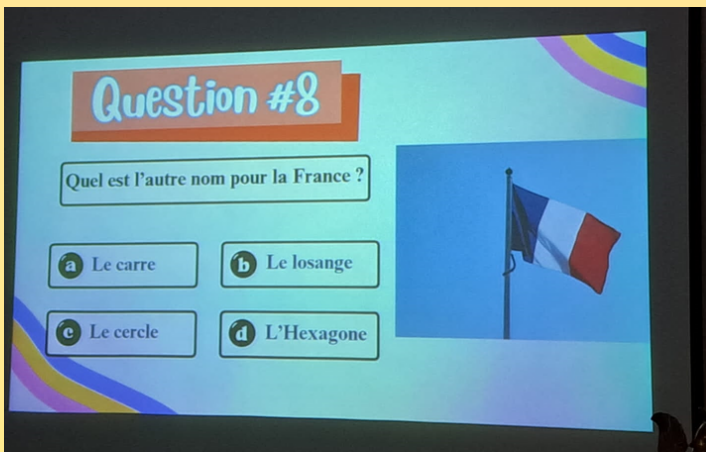 Question #8
Quel est l'autre nom pour la France ?
a Le carre
b Le losange
c Le cercle
d L'Hexagone